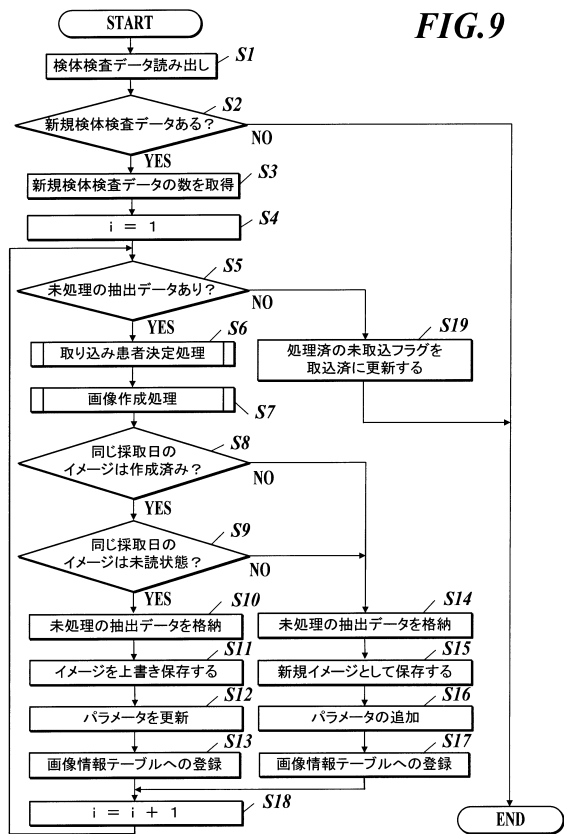 FIG.9
START
検体検査データ読み出し
S1
新規検体検査データある？
S2
NO
YES
新規検体検査データの数を取得
S3
i = 1
S4
未処理の抽出データあり？
S5
NO
YES
取り込み患者決定処理
S6
処理済の未取込フラグを
取込済に更新する
S19
画像作成処理
S7
同じ採取日の
イメージは作成済み？
S8
NO
YES
同じ採取日の
イメージは未読状態？
S9
NO
YES
未処理の抽出データを格納
S10
未処理の抽出データを格納
S14
イメージを上書き保存する
S11
新規イメージとして保存する
S15
パラメータを更新
S12
パラメータの追加
S16
画像情報テーブルへの登録
S13
画像情報テーブルへの登録
S17
i = i + 1
S18
END